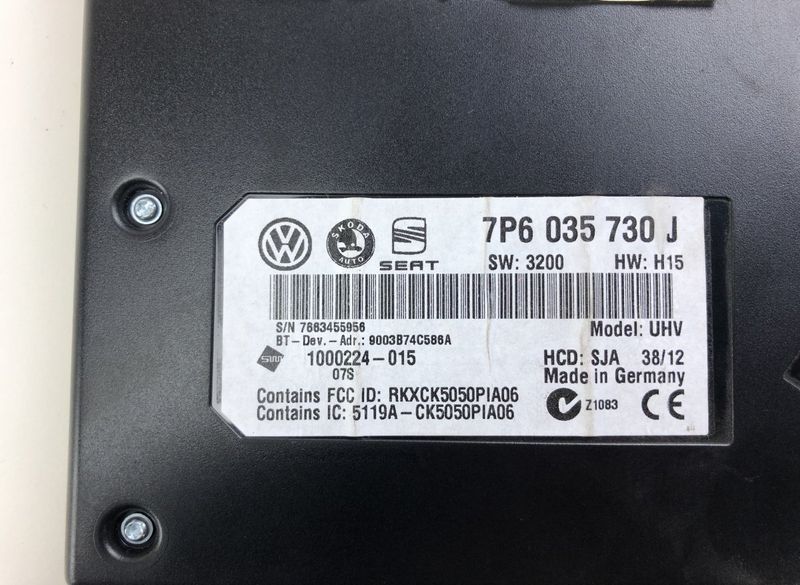 ŠKODA
AUTO
SEAT
7P6 035 730 J
SW: 3200 HW: H15
S/N 7663455956
Model: UHV
BT-Dev.-Adr.: 9003B74C586A
1000224-015
HCD: SJA 38/12
07S
Made in Germany
Contains FCC ID: RKXCK5050PIA06
Contains IC: 5119A-CK5050PIA06
Z1083
CE